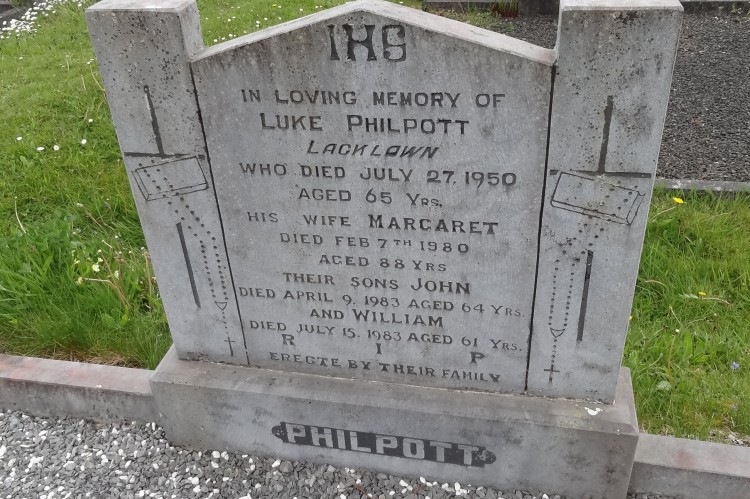 IHS
IN LOVING MEMORY OF
LUKE PHILPOTT
LACKLOWN
WHO DIED JULY 27, 1950
AGED 65 YRS,
HIS WIFE MARGARET
DIED FEB 7TH 1980
AGED 88 YRS
THEIR SONS JOHN
DIED APRIL 9, 1983 AGED 64 YRS.
AND WILLIAM
DIED JULY 15, 1983 AGED 61 YRS.
R I P
ERECTE BY THEIR FAMILY
PHILPOTT